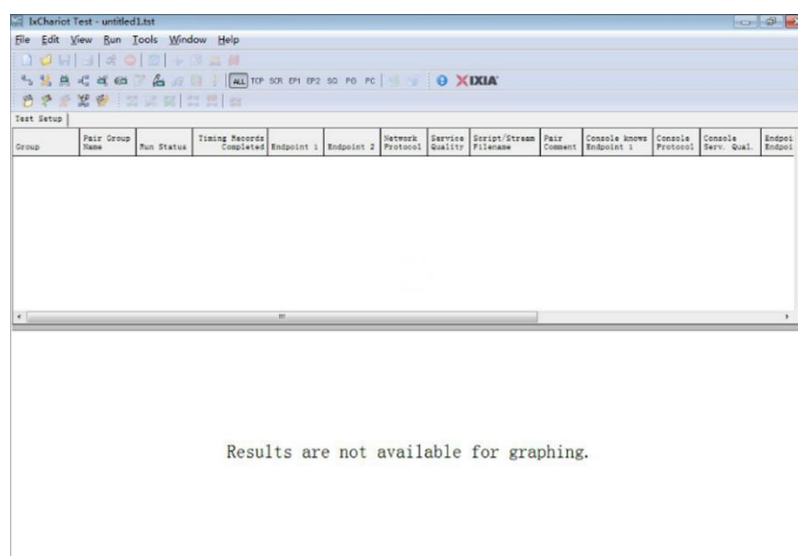 IxChariot Test - untitled1.tst
File Edit View Run Tools Window Help
ALL TCP SCR EP1 EP2 SQ PG PC IXIA
Test Setup
Group
Pair Group Name
Run Status
Timing Records Completed
Endpoint 1
Endpoint 2
Network Protocol
Service Quality
Script/Stream Filename
Pair Comment
Console knows Endpoint 1
Console Protocol
Console Serv. Qual.
Endpoi Endpoi
Results are not available for graphing.